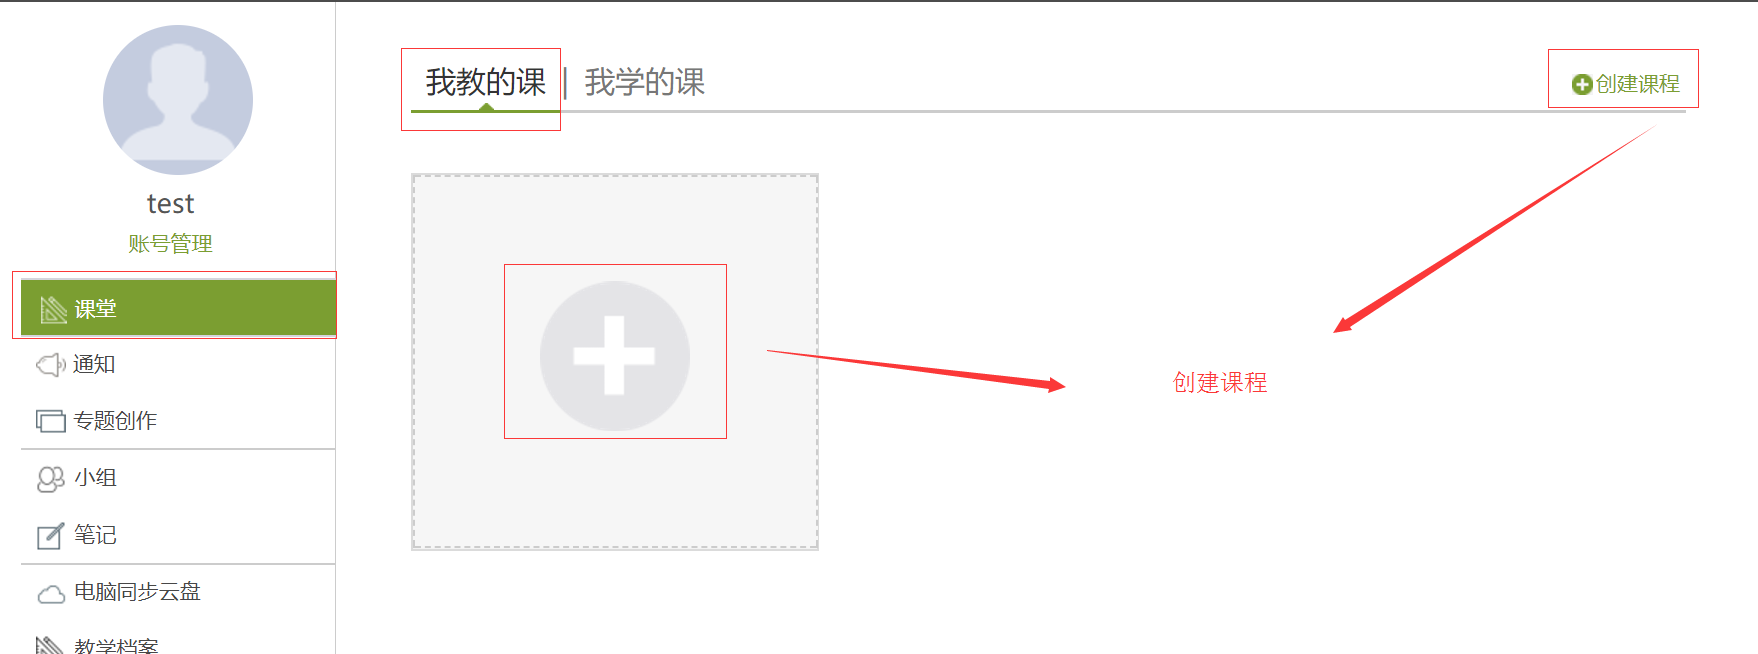 test
账号管理
课堂
通知
专题创作
小组
笔记
电脑同步云盘
教学档案
我教的课 | 我学的课
创建课程
创建课程